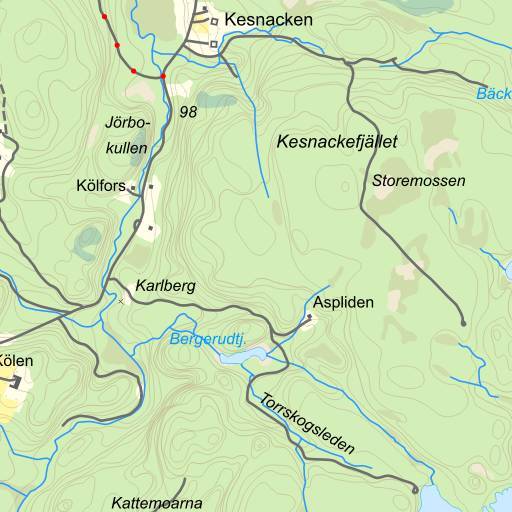 Kesnacken
Bäck
98
Jörbo-
kullen
Kesnackefjället
Kölfors
Storemossen
Karlberg
Aspliden
Bergerudtj.
Kölen
Torrskogsleden
Kattemoarna